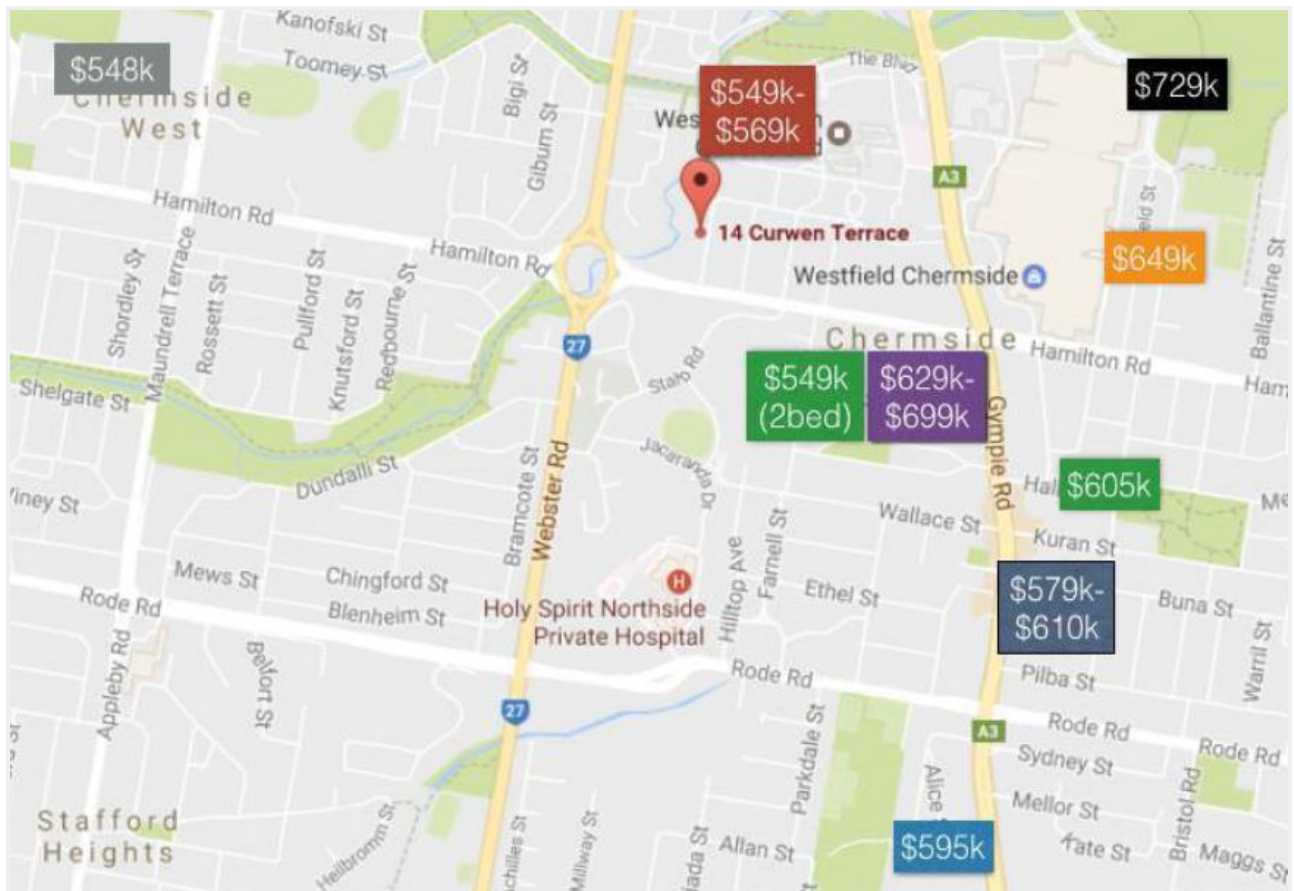 Kanofski St
Toomey St
$548k
Chermside
West
Bigi St
Gibum St
The Blvd
$729k
$549k-
$569k
A3
14 Curwen Terrace
Hamilton Rd
Hamilton Rd
Westfield Chermside
$649k
Ballantine St
Shordley St
Maundrell Terrace
Rossett St
Pullford St
Knutsford St
Redbourne St
27
Chermside
Hamilton Rd
$549k
(2bed)
$629k-
$699k
Shelgate St
Dundalli St
Bramcote St
Webster Rd
Jacaranda Dr
Gympie Rd
$605k
Wallace St
Kuran St
Mews St
Chingford St
Blenheim St
Rode Rd
Appleby Rd
Belfort St
H
Holy Spirit Northside
Private Hospital
Hilltop Ave
Farnell St
Ethel St
$579k-
$610k
Buna St
Warril St
Pilba St
Rode Rd
Rode Rd
Rode Rd
27
A3
Sydney St
Mellor St
Bristol Rd
Maggs St
Parkdale St
Alice
$595k
Allan St
Millway St
Stafford
Heights